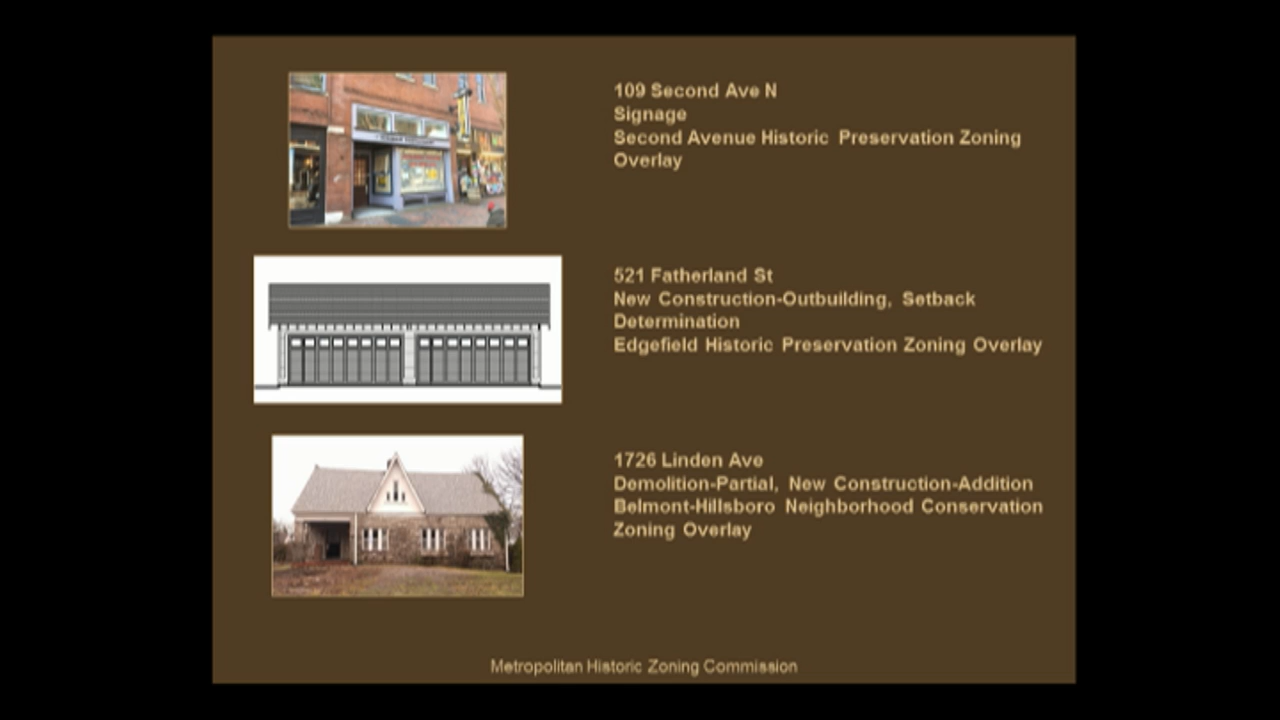 109 Second Ave N
Signage
Second Avenue Historic Preservation Zoning
Overlay
521 Fatherland St
New Construction-Outbuilding, Setback
Determination
Edgefield Historic Preservation Zoning Overlay
1726 Linden Ave
Demolition-Partial, New Construction-Addition
Belmont-Hillsboro Neighborhood Conservation
Zoning Overlay
Metropolitan Historic Zoning Commission